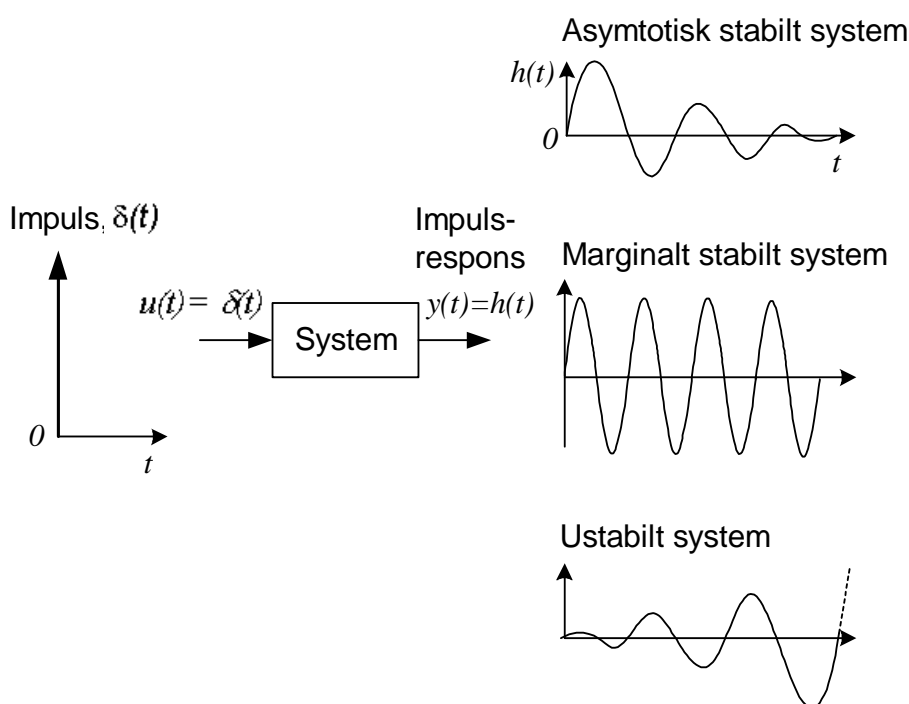 Asymtotisk stabilt system
h(t)
0
t
Impuls, δ(t)
0
t
u(t) = δ(t)
System
Impuls-
respons
y(t)=h(t)
Marginalt stabilt system
Ustabilt system